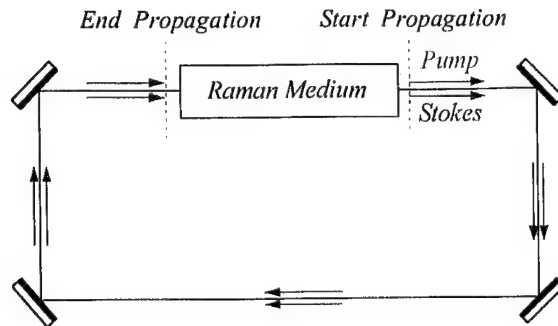 End Propagation
Start Propagation
Raman Medium
Pump
Stokes